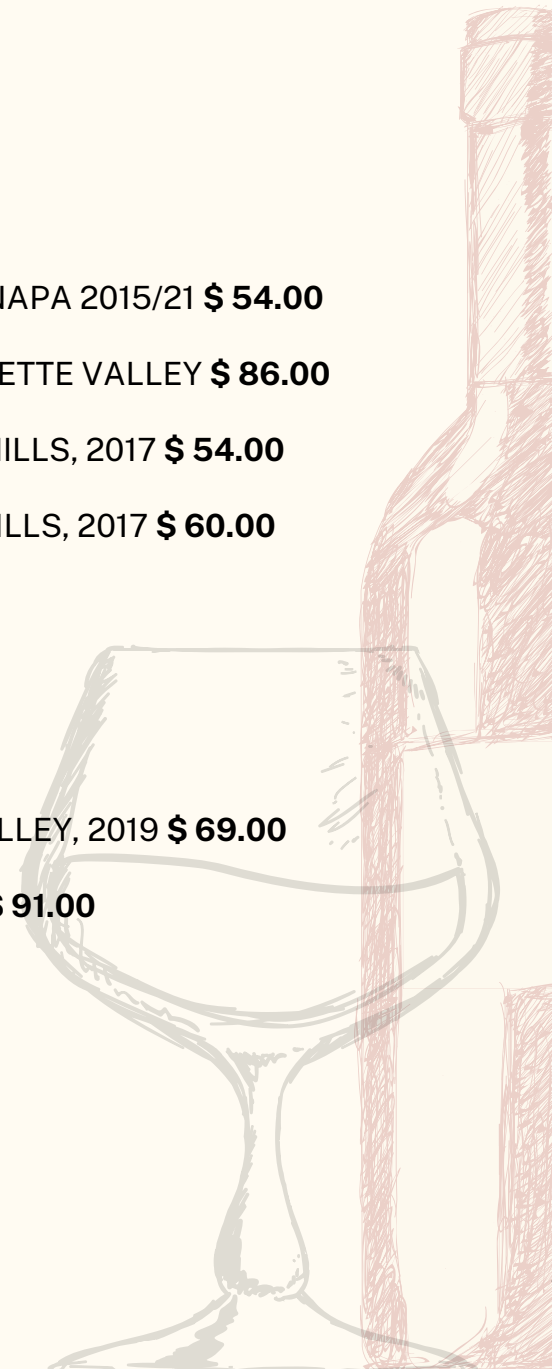 NAPA 2015/21 $ 54.00
ETTE VALLEY $ 86.00
ILLS, 2017 $ 54.00
ILLS, 2017 $ 60.00
LLEY, 2019 $ 69.00
$ 91.00